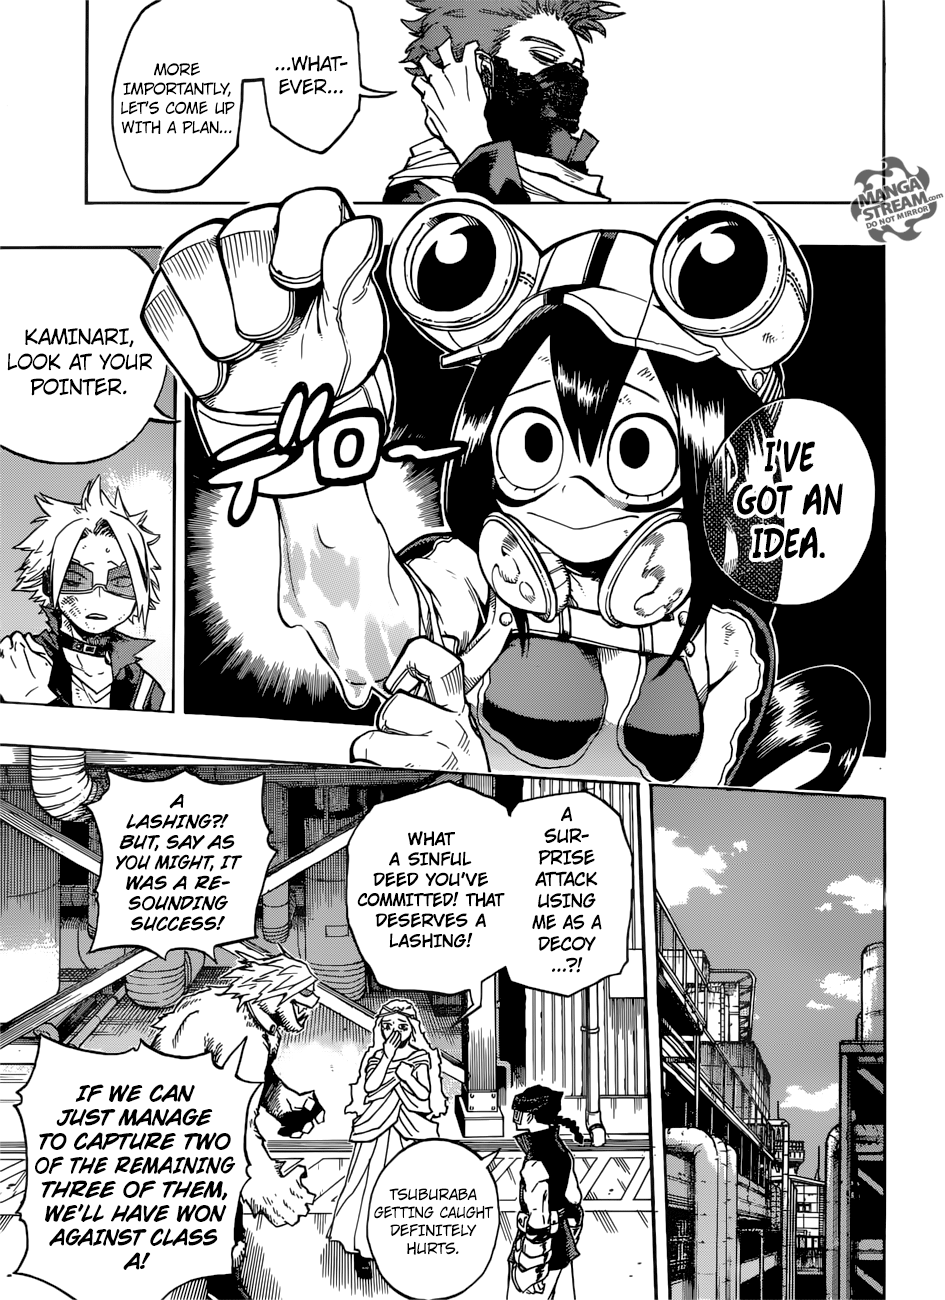 ...WHAT-
EVER...
MORE
IMPORTANTLY,
LET'S COME UP
WITH A PLAN...
MANGA
STREAM.com
DO NOT MIRROR
I'VE
GOT AN
IDEA.
デロ〜
KAMINARI,
LOOK AT YOUR
POINTER.
A
SUR-
PRISE
ATTACK
USING
ME AS A
DECOY
...?!
WHAT
A SINFUL
DEED YOU'VE
COMMITTED! THAT
DESERVES A
LASHING!
A
LASHING?!
BUT, SAY AS
YOU MIGHT, IT
WAS A RE-
SOUNDING
SUCCESS!
TSUBURABA
GETTING CAUGHT
DEFINITELY
HURTS.
IF WE CAN
JUST MANAGE
TO CAPTURE TWO
OF THE REMAINING
THREE OF THEM,
WE'LL HAVE WON
AGAINST CLASS
A!